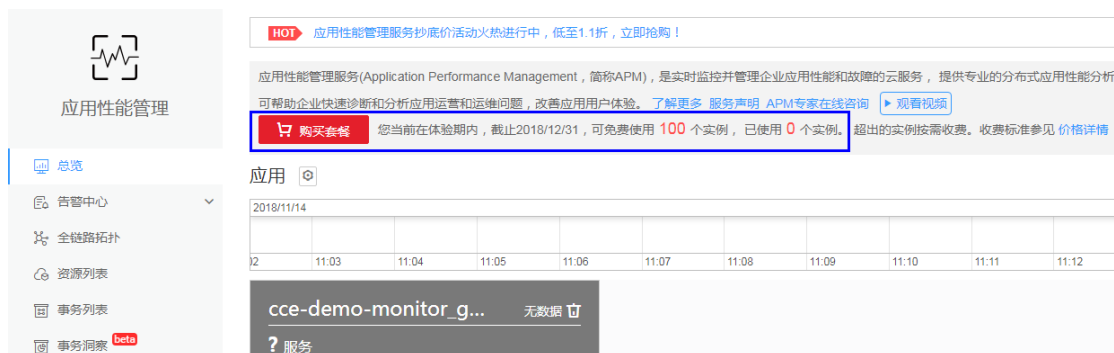 HOT 应用性能管理服务抄底价活动火热进行中，低至1.1折，立即抢购！
应用性能管理
应用性能管理服务(Application Performance Management，简称APM)，是实时监控并管理企业应用性能和故障的云服务，提供专业的分布式应用性能分析
可帮助企业快速诊断和分析应用运营和运维问题，改善应用用户体验。 了解更多 服务声明 APM专家在线咨询 观看视频
购买套餐 您当前在体验期内，截止2018/12/31，可免费使用 100 个实例，已使用 0 个实例。超出的实例按需收费。收费标准参见 价格详情
总览
告警中心
全链路拓扑
资源列表
事务列表
事务洞察 beta
应用
2018/11/14
02 11:03 11:04 11:05 11:06 11:07 11:08 11:09 11:10 11:11 11:12
cce-demo-monitor_g... 无数据
? 服务